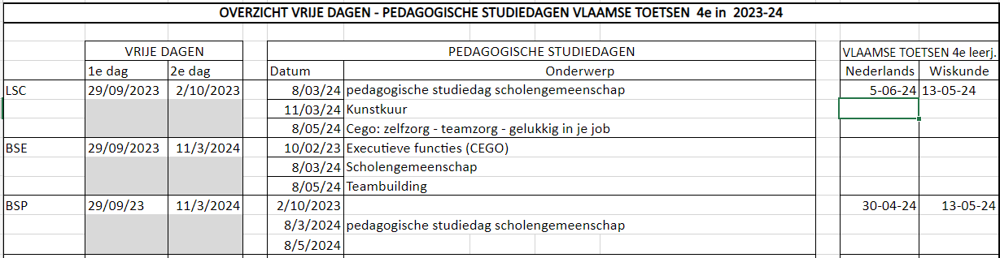 OVERZICHT VRIJE DAGEN - PEDAGOGISCHE STUDIEDAGEN VLAAMSE TOETSEN 4e in 2023-24
VRIJE DAGEN PEDAGOGISCHE STUDIEDAGEN VLAAMSE TOETSEN 4e leerj.
1e dag 2e dag Datum Onderwerp Nederlands Wiskunde
LSC 29/09/2023 2/10/2023 8/03/24 pedagogische studiedag scholengemeenschap 5-06-24 13-05-24
11/03/24 Kunstkuur
8/05/24 Cego: zelfzorg - teamzorg - gelukkig in je job
BSE 29/09/2023 11/3/2024 10/02/23 Executieve functies (CEGO)
8/03/24 Scholengemeenschap
8/05/24 Teambuilding
BSP 29/09/23 11/3/2024 2/10/2023 30-04-24 13-05-24
8/3/2024 pedagogische studiedag scholengemeenschap
8/5/2024